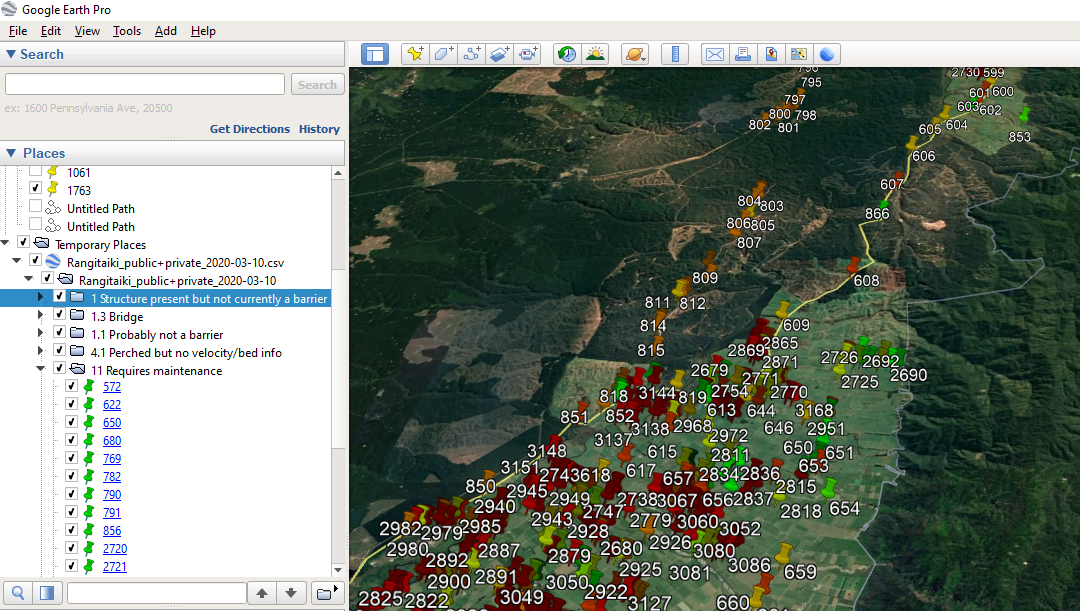 Google Earth Pro
File Edit View Tools Add Help
Search
Search
ex: 1600 Pennsylvania Ave, 20500
Get Directions History
Places
1061
1763
Untitled Path
Untitled Path
Temporary Places
Rangitaiki_public+private_2020-03-10.csv
Rangitaiki_public+private_2020-03-10
1 Structure present but not currently a barrier
1.3 Bridge
1.1 Probably not a barrier
4.1 Perched but no velocity/bed info
11 Requires maintenance
572
622
650
680
769
782
790
791
856
2720
2721
796
795
797
800 798
802 801
2730 599
601 600
603 602
605 604
853
606
607
866
804 803
806 805
807
809
608
811 812
814
609
815
2865
2869
2871
2726 2692
2725 2690
2679
2771
818 3144 819 2754 2770
851 852 613 644 3168
3138 2968 646 2951
3137 2972
3148 615 2811 650 651
3151 2743 618 617 653
850 657 2834 2836
2945 2949 2738 3067 656 2837 2815
2940 2818 654
2982 2979 2985 2943 2747 2779 3060 3052
2928
2980 2887 2879 2680 2926 3080
2892 2925 3086
2900 2891 3050 3081 659
2825 2822 3049 2922 3127 660